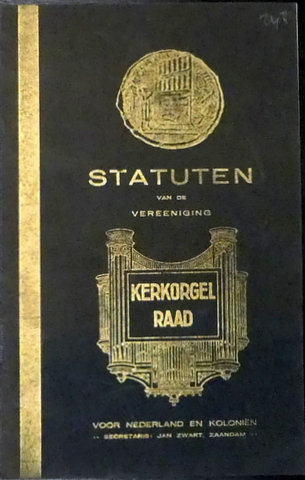 STATUTEN
VAN DE
VEREENIGING
KERKORGEL
RAAD
VOOR NEDERLAND EN KOLONIËN
SECRETARIS: JAN ZWART, ZAANDAM